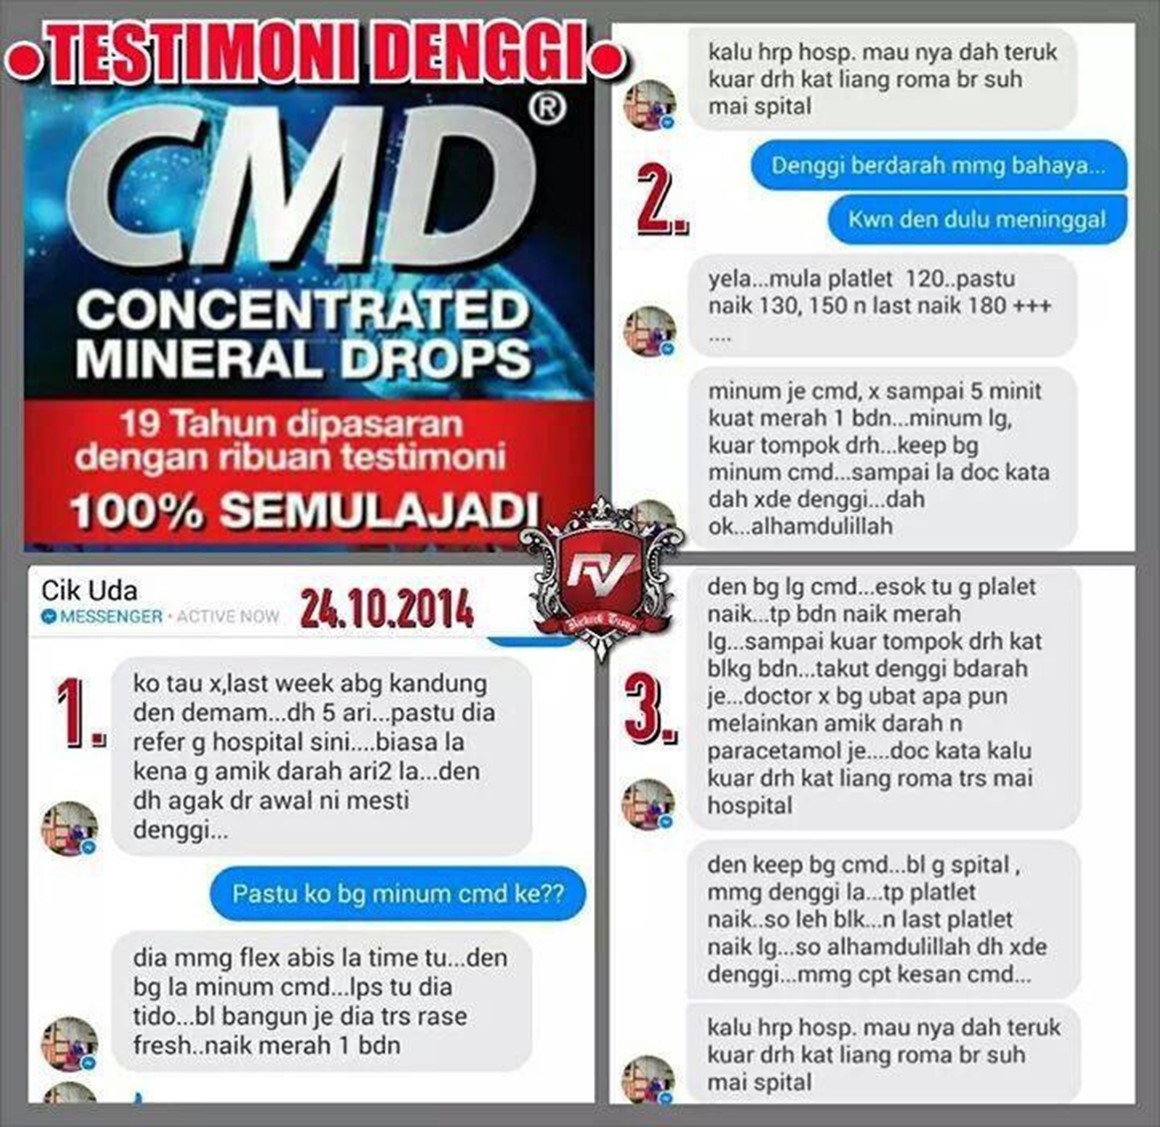 •TESTIMONI DENGGI•
CMD®
CONCENTRATED
MINERAL DROPS
19 Tahun dipasaran
dengan ribuan testimoni
100% SEMULAJADI
RV
Cik Uda
MESSENGER • ACTIVE NOW
24.10.2014
1.
ko tau x,last week abg kandung
den demam...dh 5 ari...pastu dia
refer g hospital sini....biasa la
kena g amik darah ari2 la...den
dh agak dr awal ni mesti
denggi...
Pastu ko bg minum cmd ke??
dia mmg flex abis la time tu...den
bg la minum cmd...lps tu dia
tido...bl bangun je dia trs rase
fresh..naik merah 1 bdn
kalu hrp hosp. mau nya dah teruk
kuar drh kat liang roma br suh
mai spital
2.
Denggi berdarah mmg bahaya...
Kwn den dulu meninggal
yela...mula platlet 120..pastu
naik 130, 150 n last naik 180 +++
....
minum je cmd, x sampai 5 minit
kuat merah 1 bdn...minum lg,
kuar tompok drh...keep bg
minum cmd...sampai la doc kata
dah xde denggi...dah
ok...alhamdulillah
3.
den bg lg cmd...esok tu g plalet
naik...tp bdn naik merah
lg...sampai kuar tompok drh kat
blkg bdn...takut denggi bdarah
je...doctor x bg ubat apa pun
melainkan amik darah n
paracetamol je....doc kata kalu
kuar drh kat liang roma trs mai
hospital
den keep bg cmd...bl g spital ,
mmg denggi la...tp platlet
naik..so leh blk...n last platlet
naik lg...so alhamdulillah dh xde
denggi...mmg cpt kesan cmd...
kalu hrp hosp. mau nya dah teruk
kuar drh kat liang roma br suh
mai spital